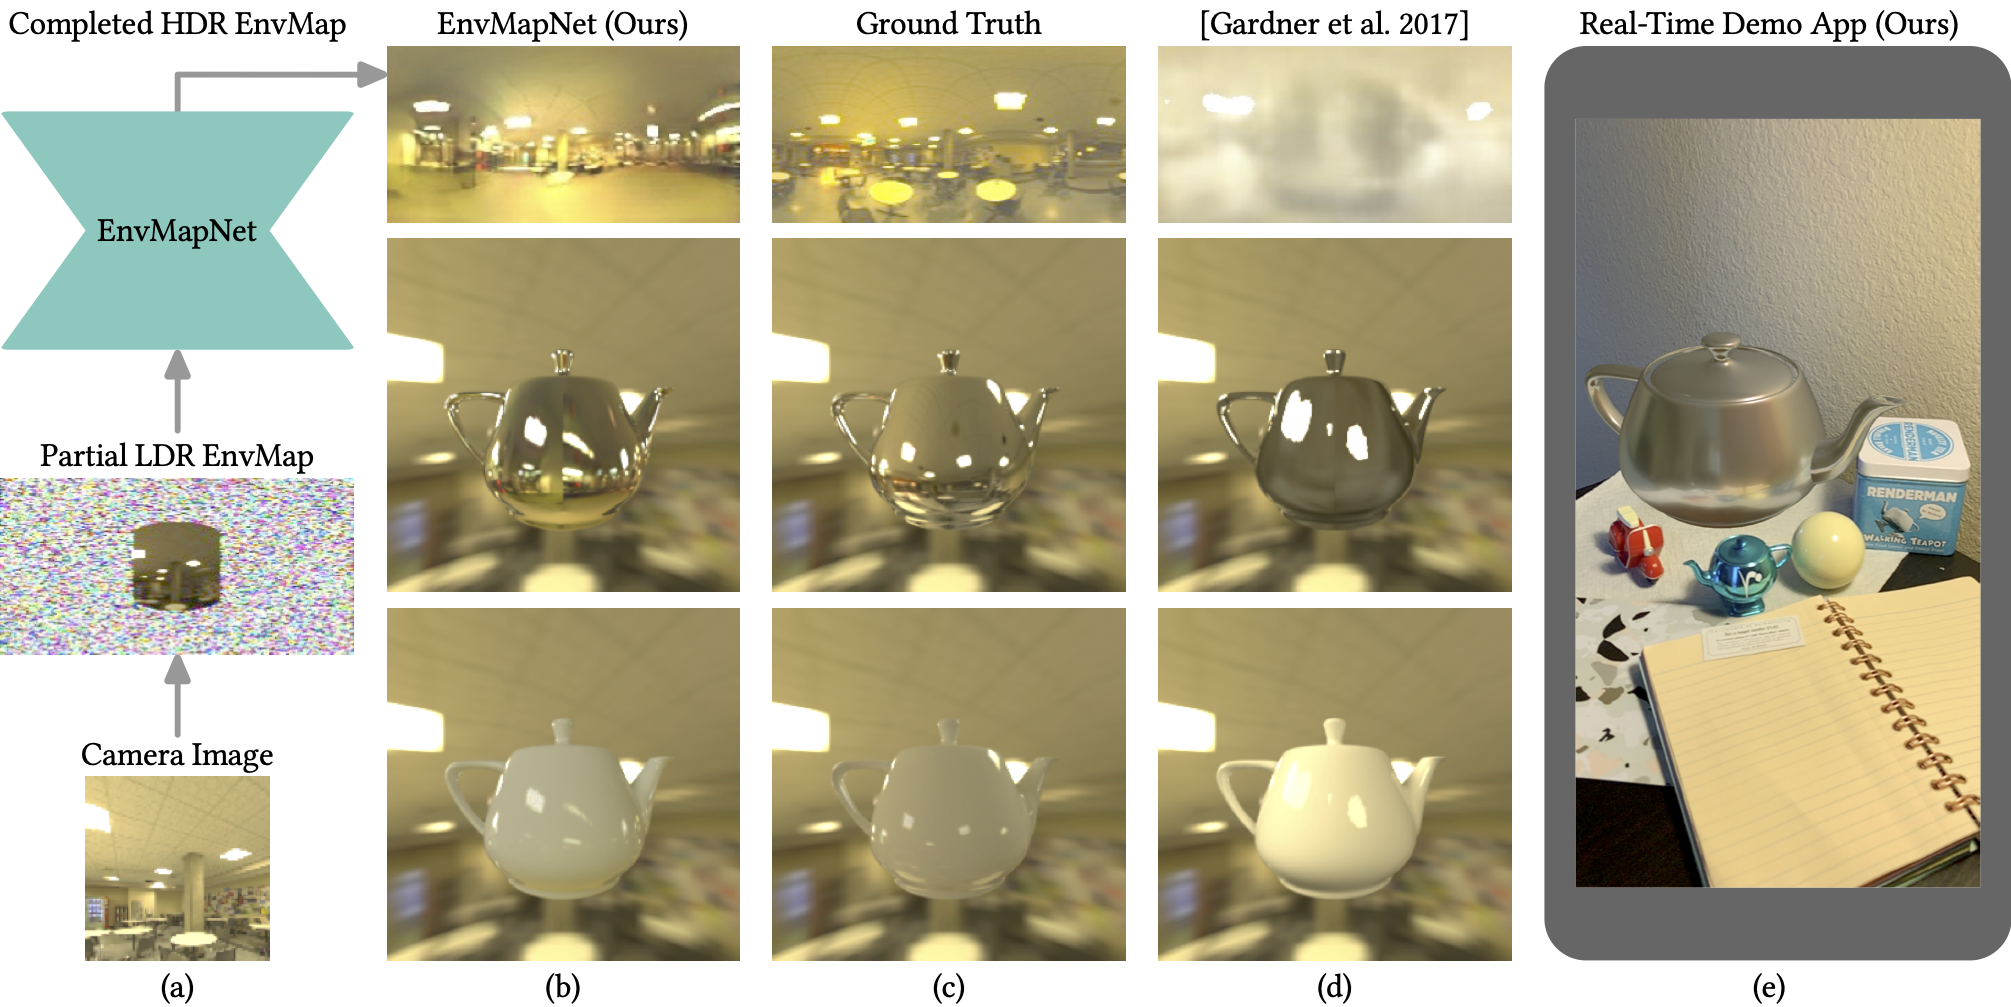 Completed HDR EnvMap
EnvMapNet (Ours)
Ground Truth
[Gardner et al. 2017]
Real-Time Demo App (Ours)
EnvMapNet
Partial LDR EnvMap
Camera Image
RENDERMAN
WALKING TEAPOT
(a)
(b)
(c)
(d)
(e)